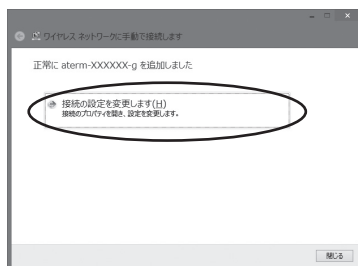 ワイヤレス ネットワークに手動で接続します
正常に aterm-XXXXXX-g を追加しました
接続の設定を変更します(H)
接続のプロパティを開き、設定を変更します。
閉じる